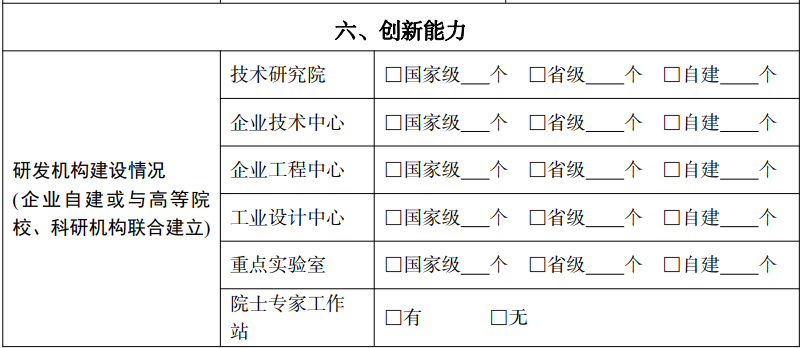 六、创新能力
研发机构建设情况
(企业自建或与高等院
校、科研机构联合建立)
技术研究院 □国家级___个 □省级____个 □自建____个
企业技术中心 □国家级___个 □省级____个 □自建____个
企业工程中心 □国家级___个 □省级____个 □自建____个
工业设计中心 □国家级___个 □省级____个 □自建____个
重点实验室 □国家级___个 □省级____个 □自建____个
院士专家工作
站
□有 □无